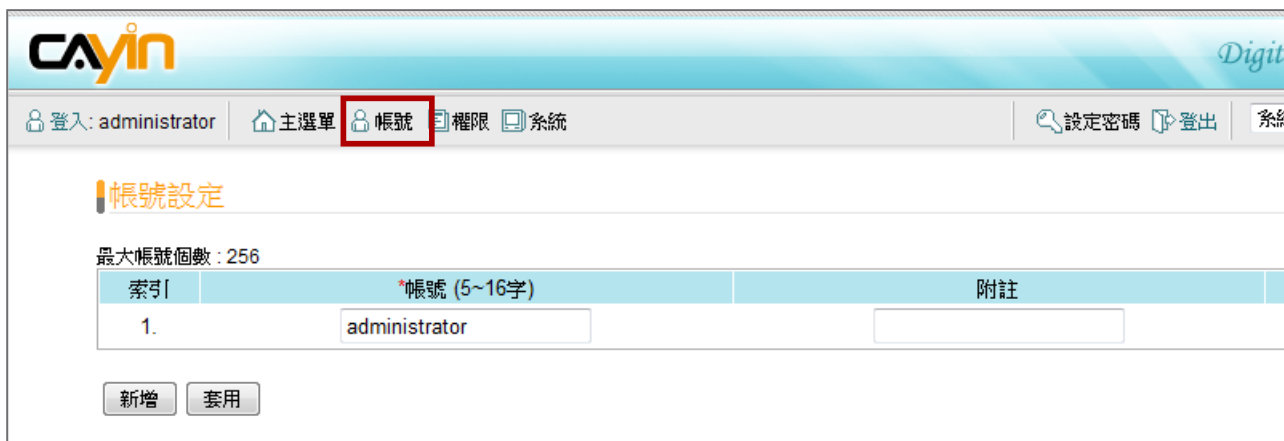 CAYIN
Digit
登入: administrator 主選單 帳號 權限 系統 設定密碼 登出
帳號設定
最大帳號個數 : 256
索引 *帳號 (5~16字) 附註
1. administrator
新增 套用